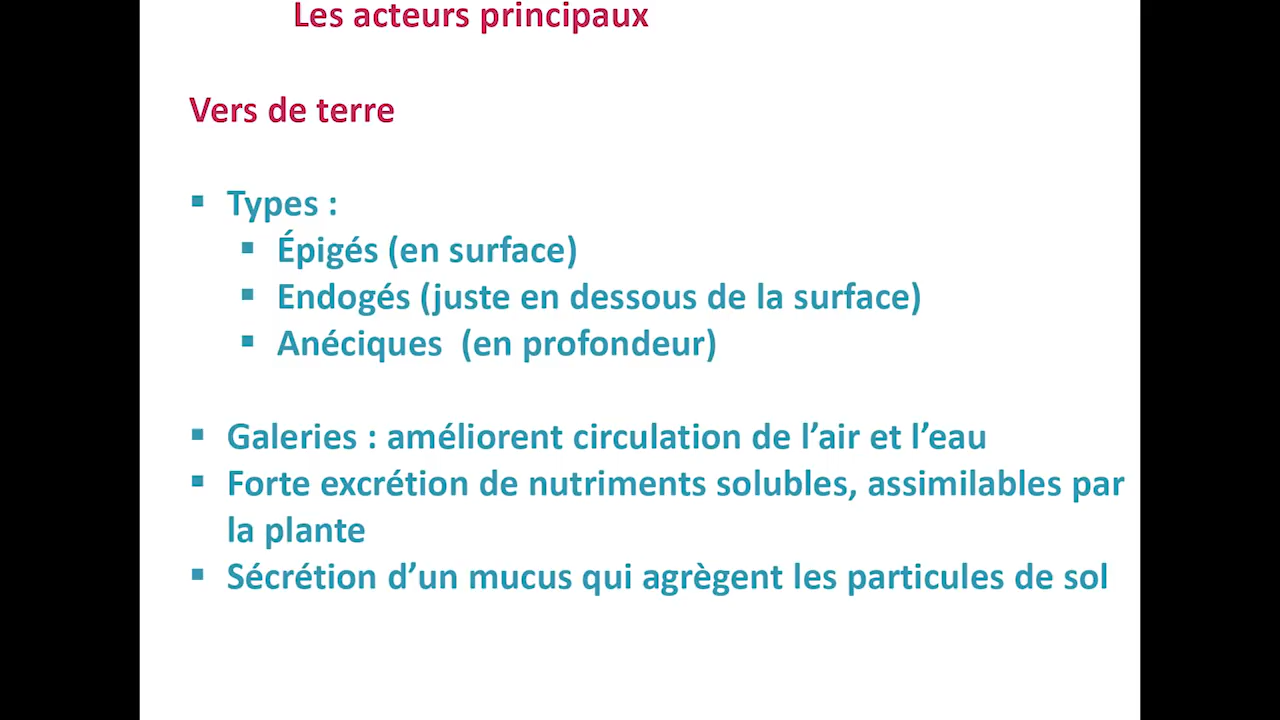 Les acteurs principaux
Vers de terre
▪ Types :
▪ Épigés (en surface)
▪ Endogés (juste en dessous de la surface)
▪ Anéciques (en profondeur)
▪ Galeries : améliorent circulation de l’air et l’eau
▪ Forte excrétion de nutriments solubles, assimilables par
la plante
▪ Sécrétion d’un mucus qui agrègent les particules de sol